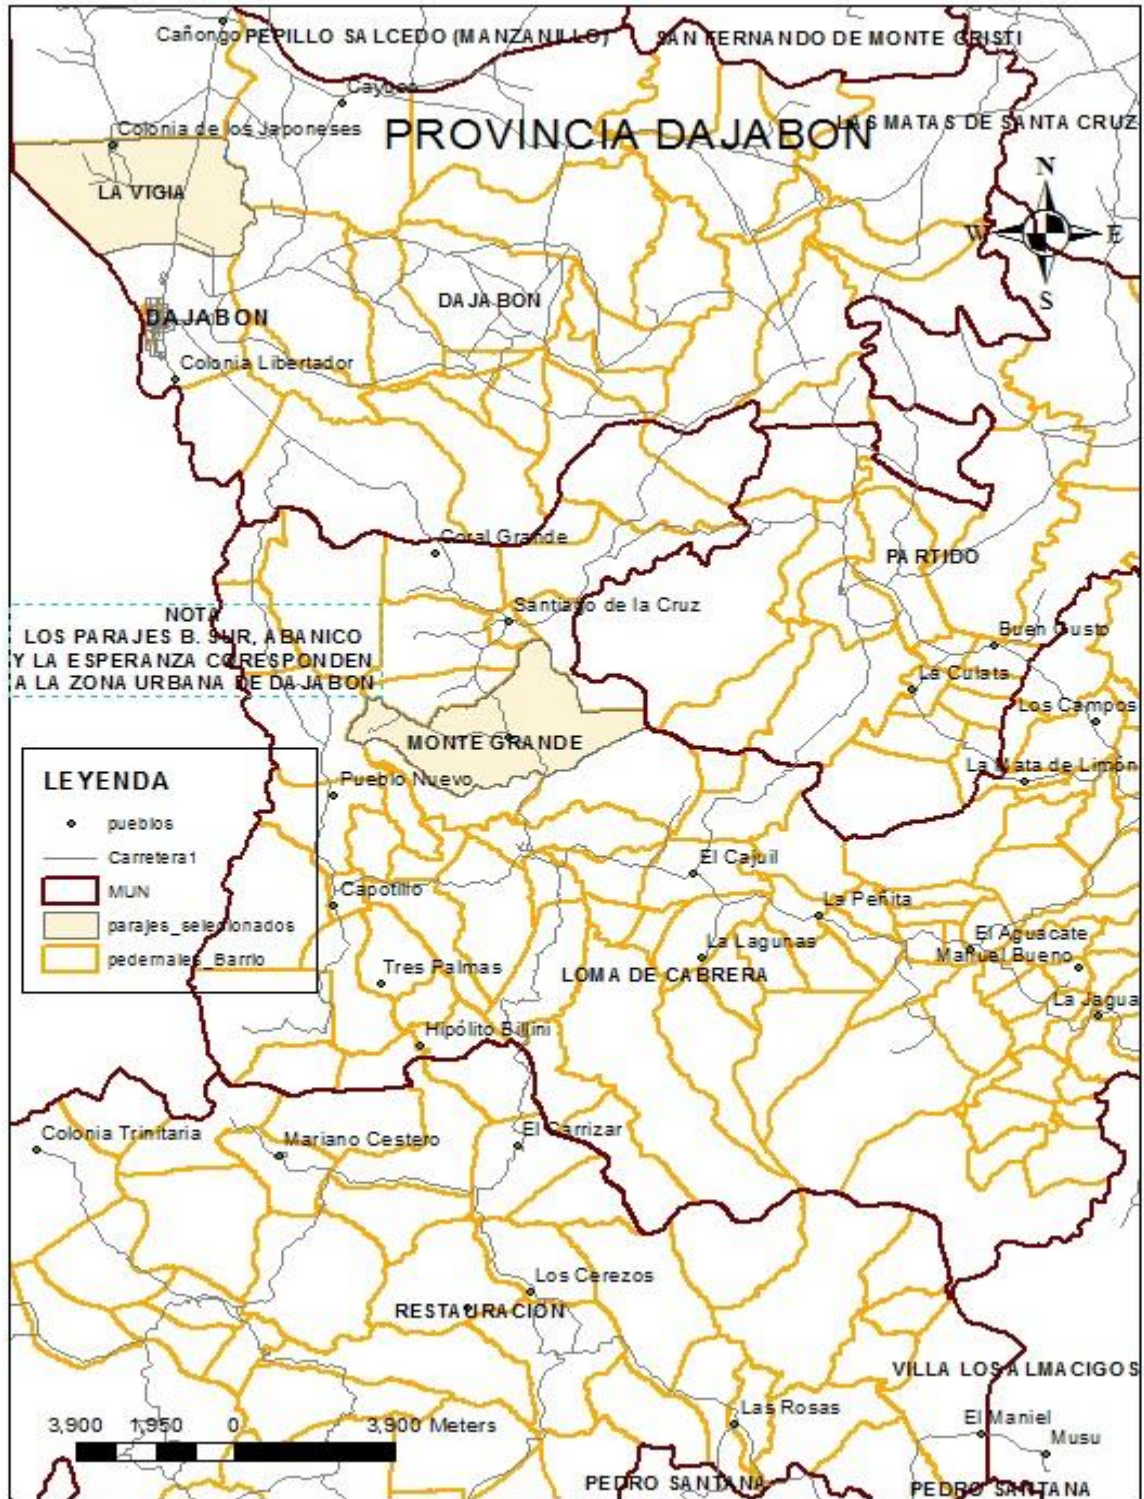 Cañongo PEPILLO SALCEDO (MANZANILLO) SAN FERNANDO DE MONTE CRISTI
Cayuco
PROVINCIA DAJABON
LAS MATAS DE SANTA CRUZ
Colonia de los Japoneses
LA VIGIA
N
W E
S
DAJABON
DAJABON
Colonia Libertador
Coral Grande
PARTIDO
NOTA
LOS PARAJES B. SUR, ABANICO
Y LA ESPERANZA CORESPONDEN
A LA ZONA URBANA DE DAJABON
Santiago de la Cruz
Buen Gusto
La Culata
Los Campos
MONTE GRANDE
La Mata de Limón
Pueblo Nuevo
LEYENDA
pueblos
Carretera1
MUN
parajes_selecionados
pedernales_Barrio
El Cajuil
Capotillo
La Peñita
El Aguacate
La Lagunas
Manuel Bueno
Tres Palmas
LOMA DE CABRERA
La Jagua
Hipólito Billini
Colonia Trinitaria
Mariano Cestero
El Carrizar
Los Cerezos
RESTAURACION
VILLA LOS ALMACIGOS
Las Rosas
El Maniel
Musu
3,900 1,950 0 3,900 Meters
PEDRO SANTANA
PEDRO SANTANA